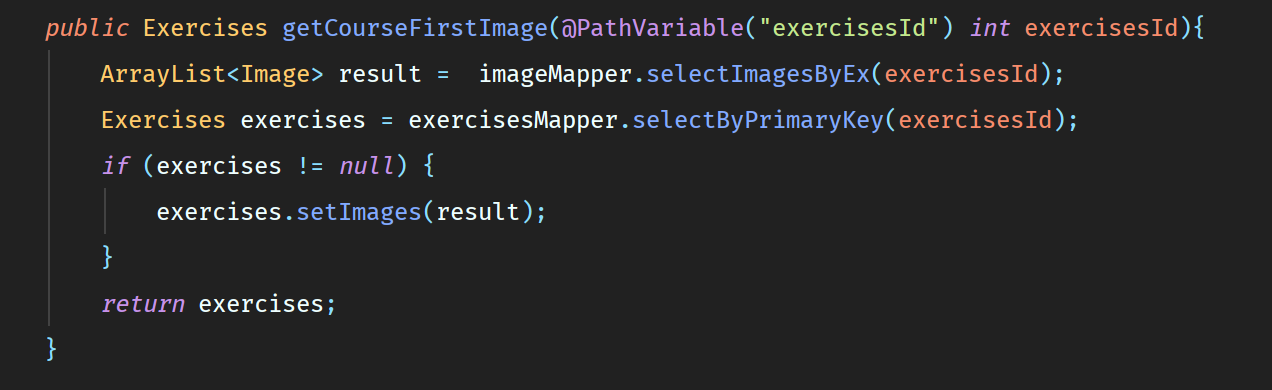 public Exercises getCourseFirstImage(@PathVariable("exercisesId") int exercisesId){
ArrayList<Image> result =  imageMapper.selectImagesByEx(exercisesId);
Exercises exercises = exercisesMapper.selectByPrimaryKey(exercisesId);
if (exercises != null) {
exercises.setImages(result);
}
return exercises;
}